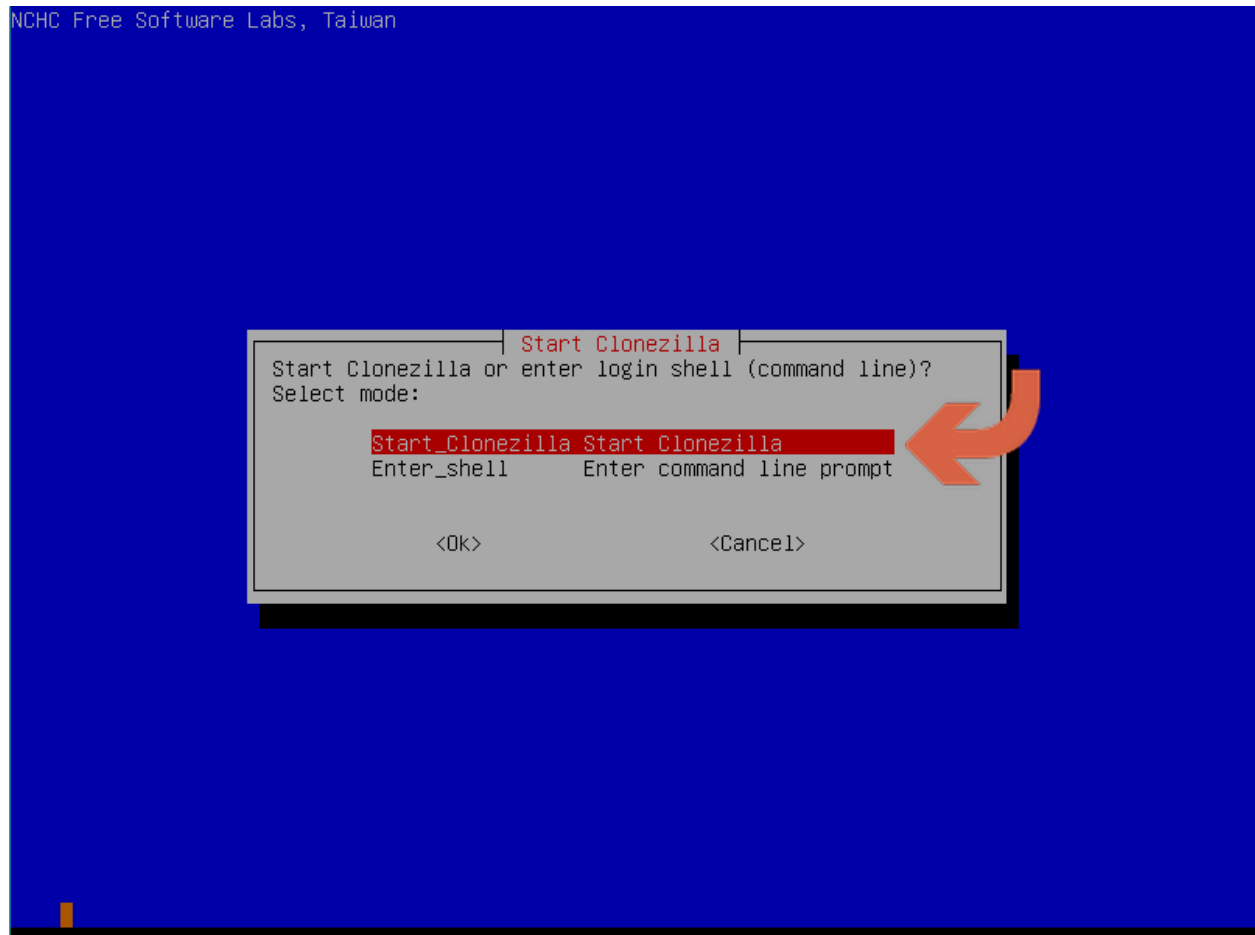 NCHC Free Software Labs, Taiwan
Start Clonezilla
Start Clonezilla or enter login shell (command line)?
Select mode:
Start_Clonezilla Start Clonezilla
Enter_shell Enter command line prompt
<Ok> <Cancel>